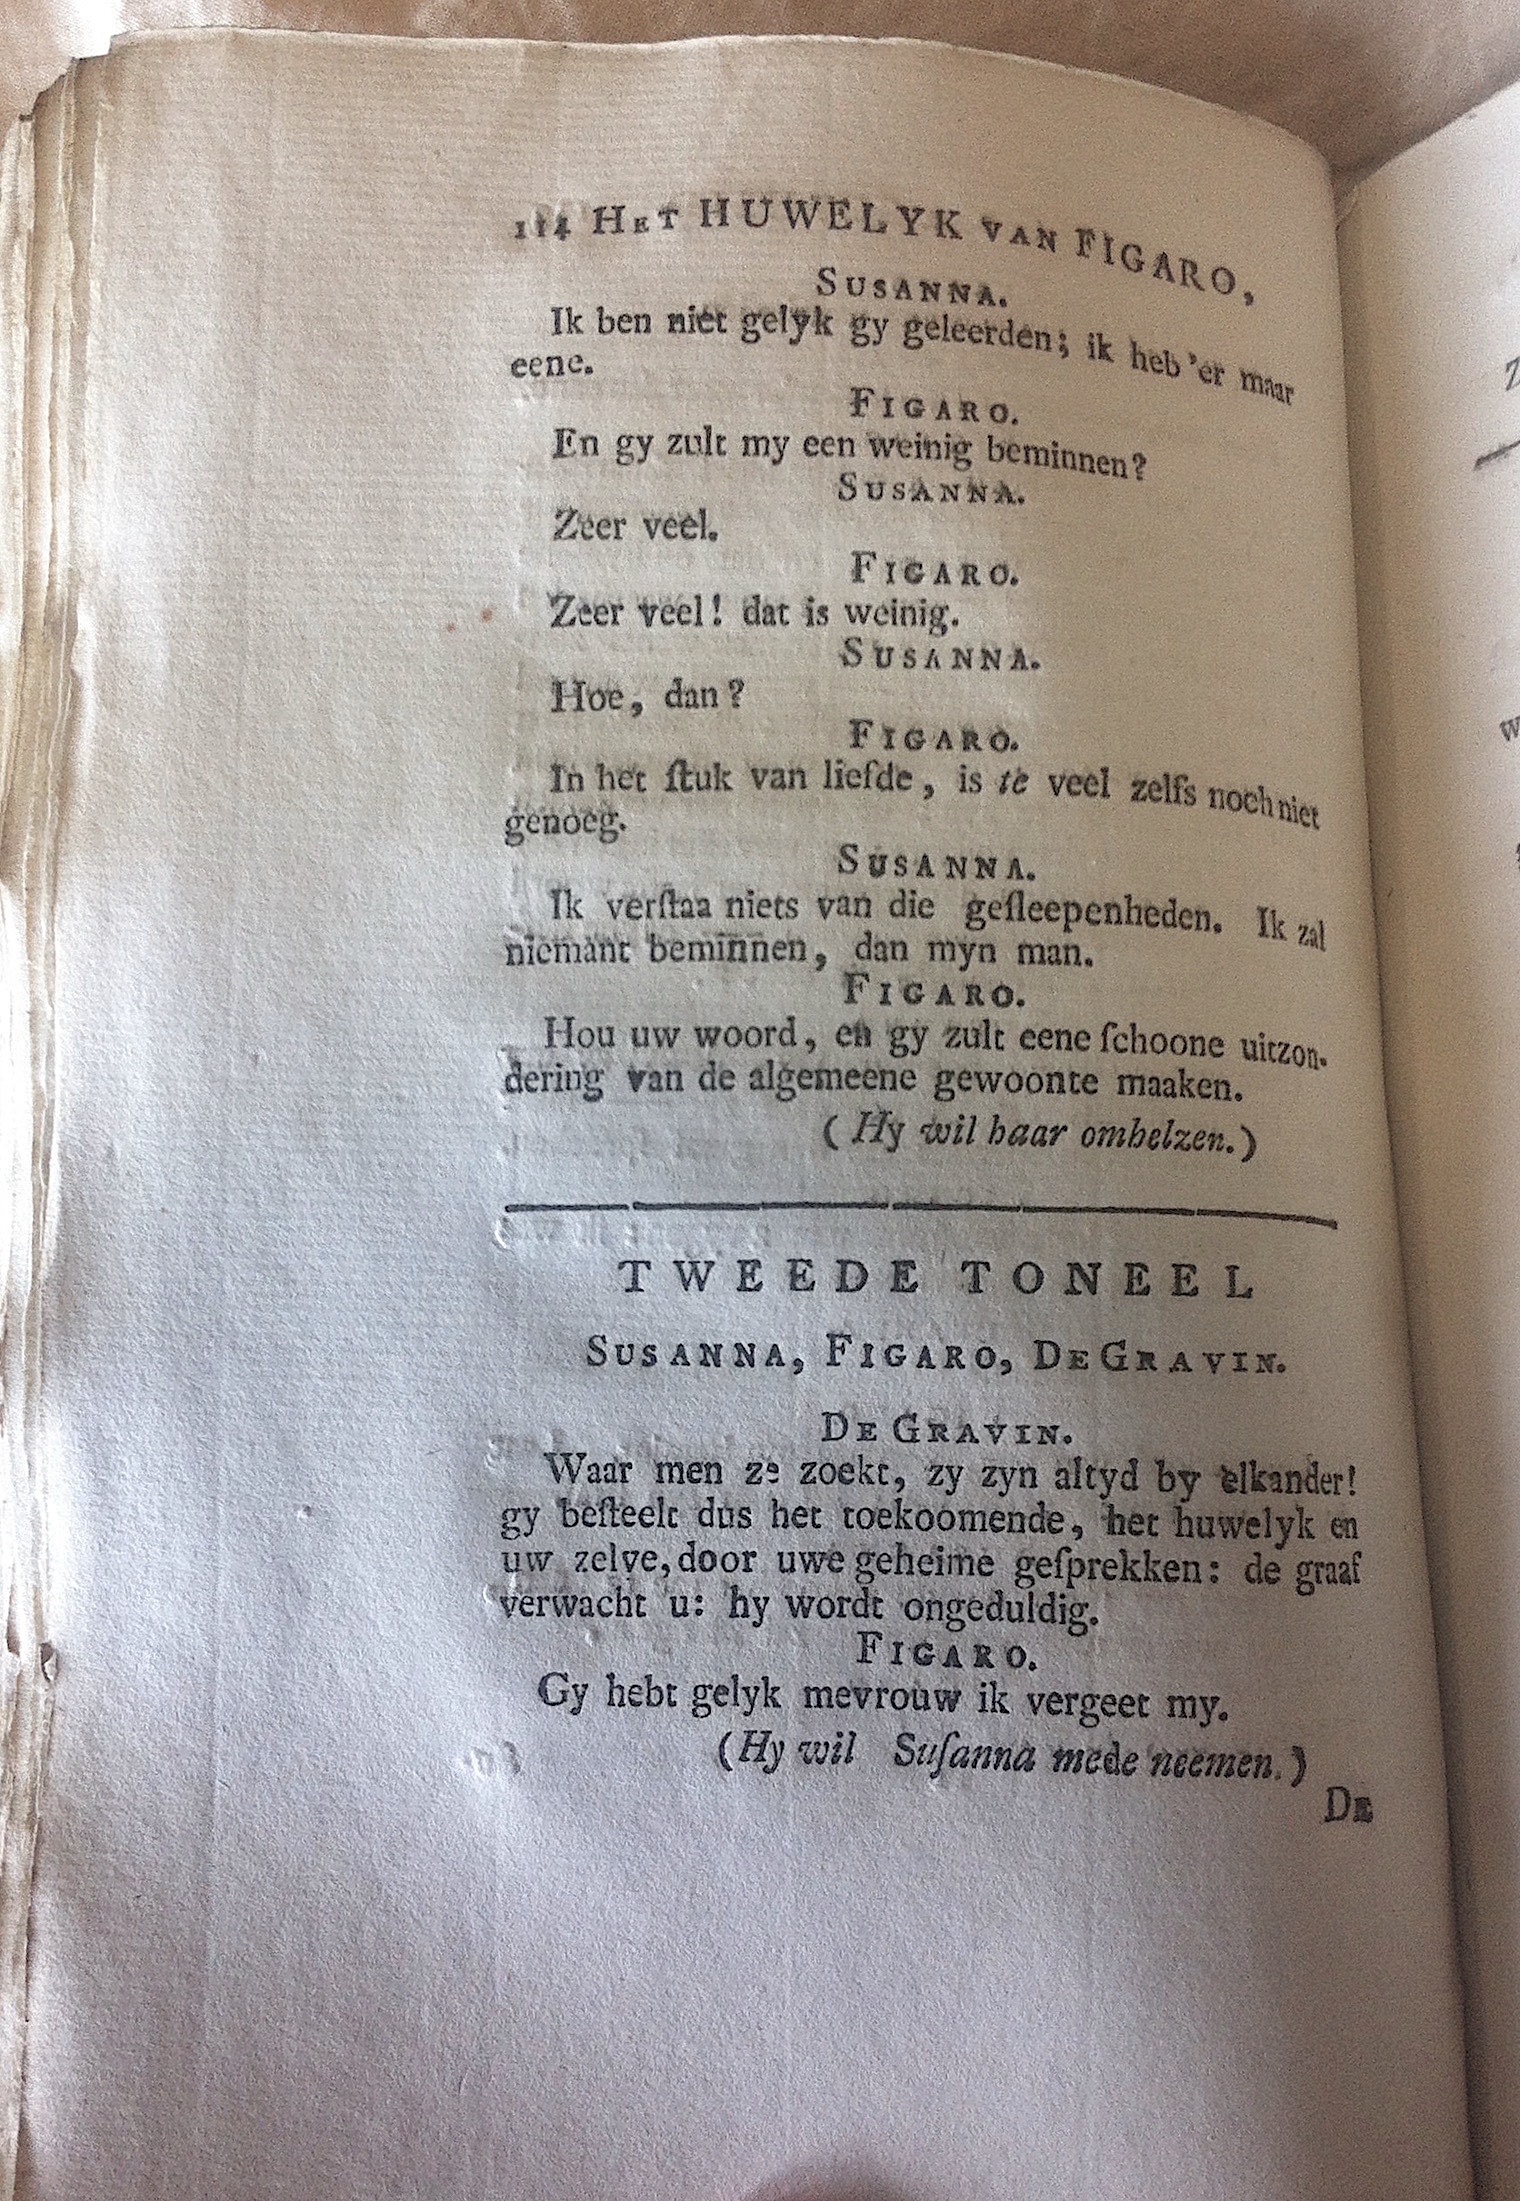 114 HET HUWELYK VAN FIGARO,
SUSANNA.
Ik ben niet gelyk gy geleerden; ik heb 'er maar
eene.
FIGARO.
En gy zult my een weinig beminnen?
SUSANNA.
Zeer veel.
FIGARO.
Zeer veel! dat is weinig.
SUSANNA.
Hoe, dan?
FIGARO.
In het ſtuk van liefde, is te veel zelfs noch niet
genoeg.
SUSANNA.
Ik verſtaa niets van die geſleepenheden. Ik zal
niemant beminnen, dan myn man.
FIGARO.
Hou uw woord, en gy zult eene ſchoone uitzon-
dering van de algemeene gewoonte maaken.
(Hy wil haar omhelzen.)
TWEEDE TONEEL
SUSANNA, FIGARO, DE GRAVIN.
DE GRAVIN.
Waar men ze zoekt, zy zyn altyd by elkander!
gy beſteelt dus het toekoomende, het huwelyk en
uw zelve, door uwe geheime geſprekken: de graaf
verwacht u: hy wordt ongeduldig.
FIGARO.
Gy hebt gelyk mevrouw ik vergeet my.
(Hy wil Suſanna mede neemen.)
DE